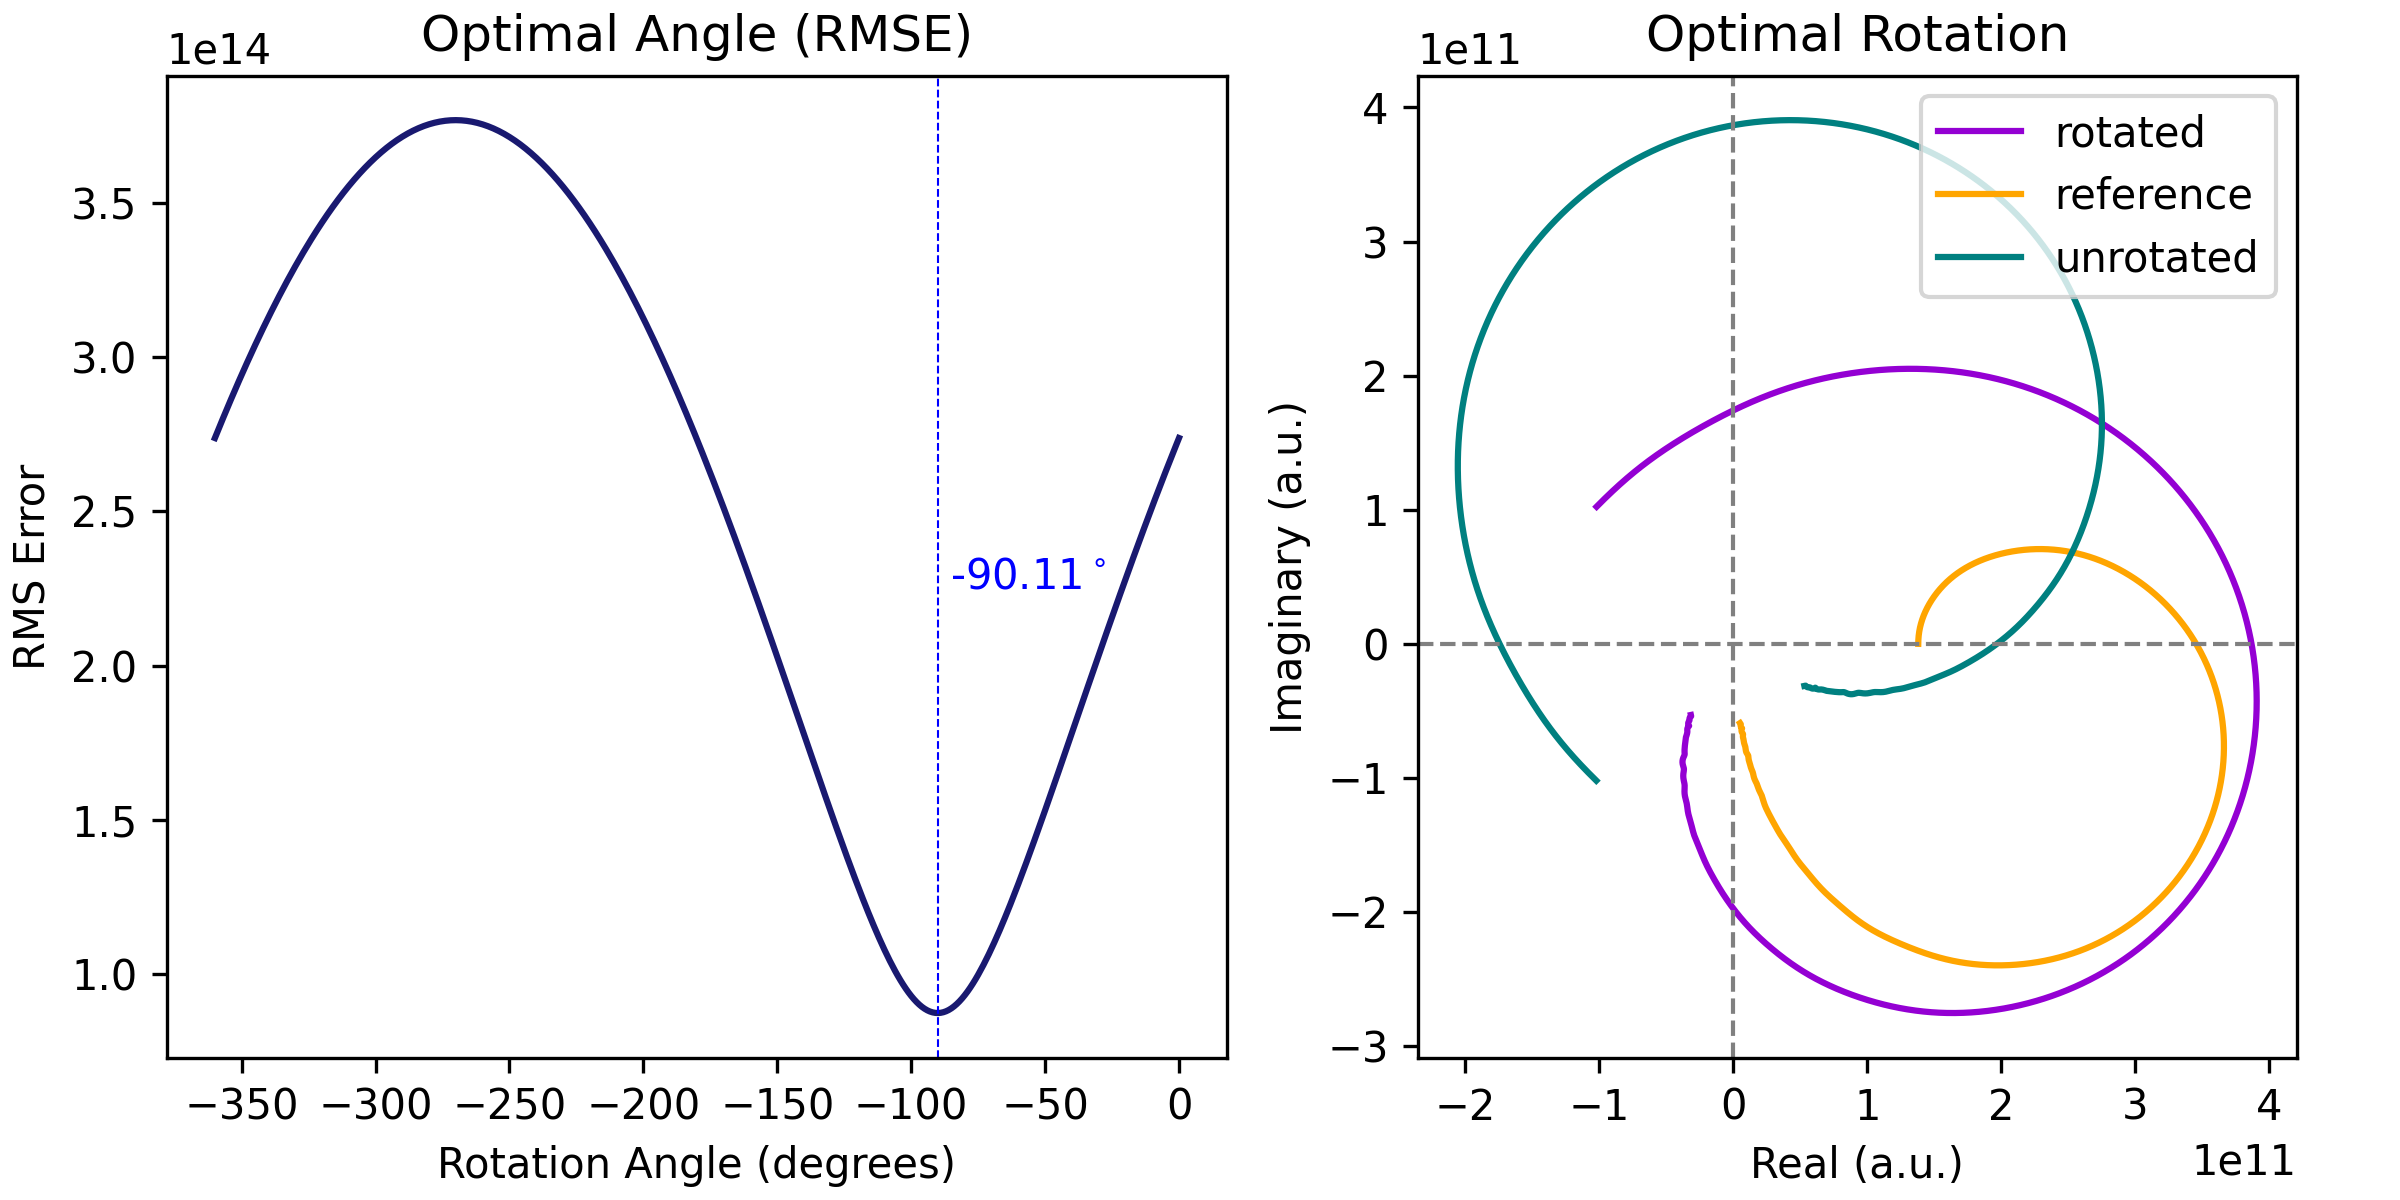 Optimal Angle (RMSE)
1e14
3.5
3.0
2.5
2.0
1.5
1.0
RMS Error
-90.11°
−350 −300 −250 −200 −150 −100 −50 0
Rotation Angle (degrees)
Optimal Rotation
1e11
4
3
2
1
0
−1
−2
−3
Imaginary (a.u.)
rotated
reference
unrotated
−2 −1 0 1 2 3 4
Real (a.u.)
1e11